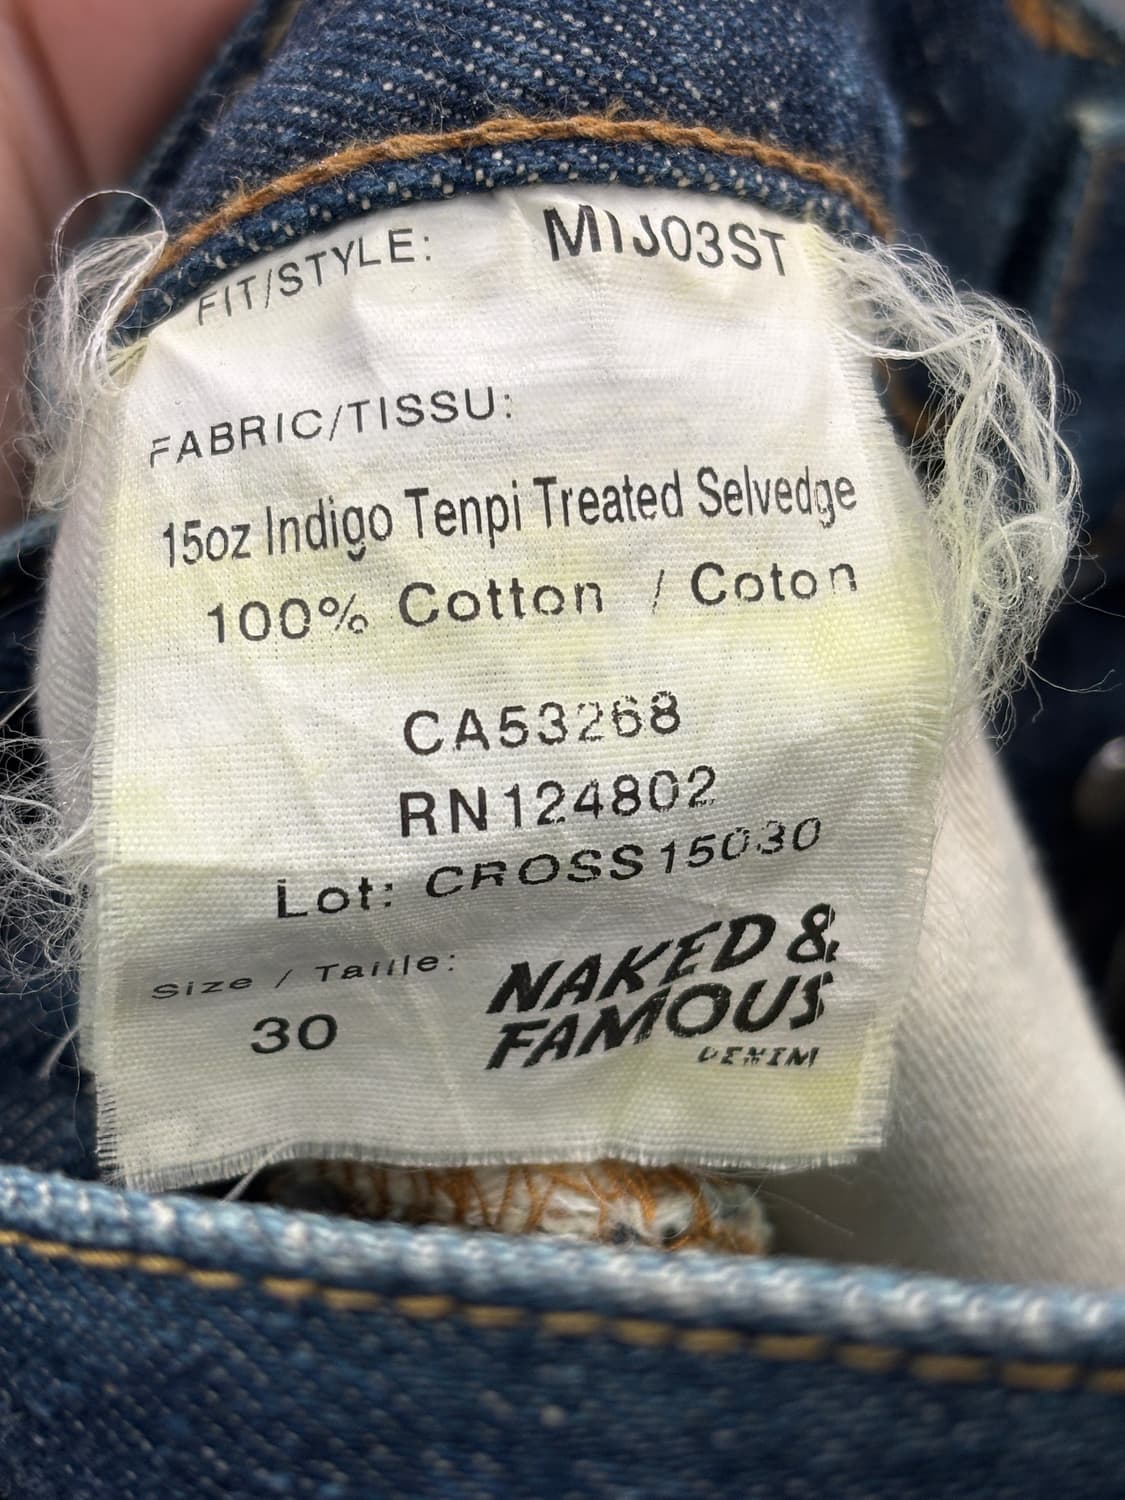 FIT/STYLE: MIJ03ST
FABRIC/TISSU:
15oz Indigo Tenpi Treated Selvedge
100% Cotton / Coton
CA53268
RN124802
Lot: CROSS15030
Size / Taille:
30
NAKED &
FAMOUS
DENIM